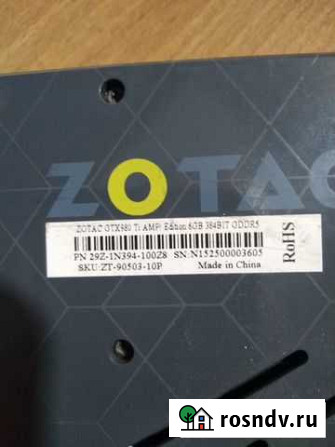 ZOTAC
ZOTAC GTX980 Ti AMP! Edition 6GB 384BIT GDDR5
PN 29Z-1N394-100Z8 SN:N152500003605
SKU:ZT-90503-10P Made in China
RoHS
rosndv.ru